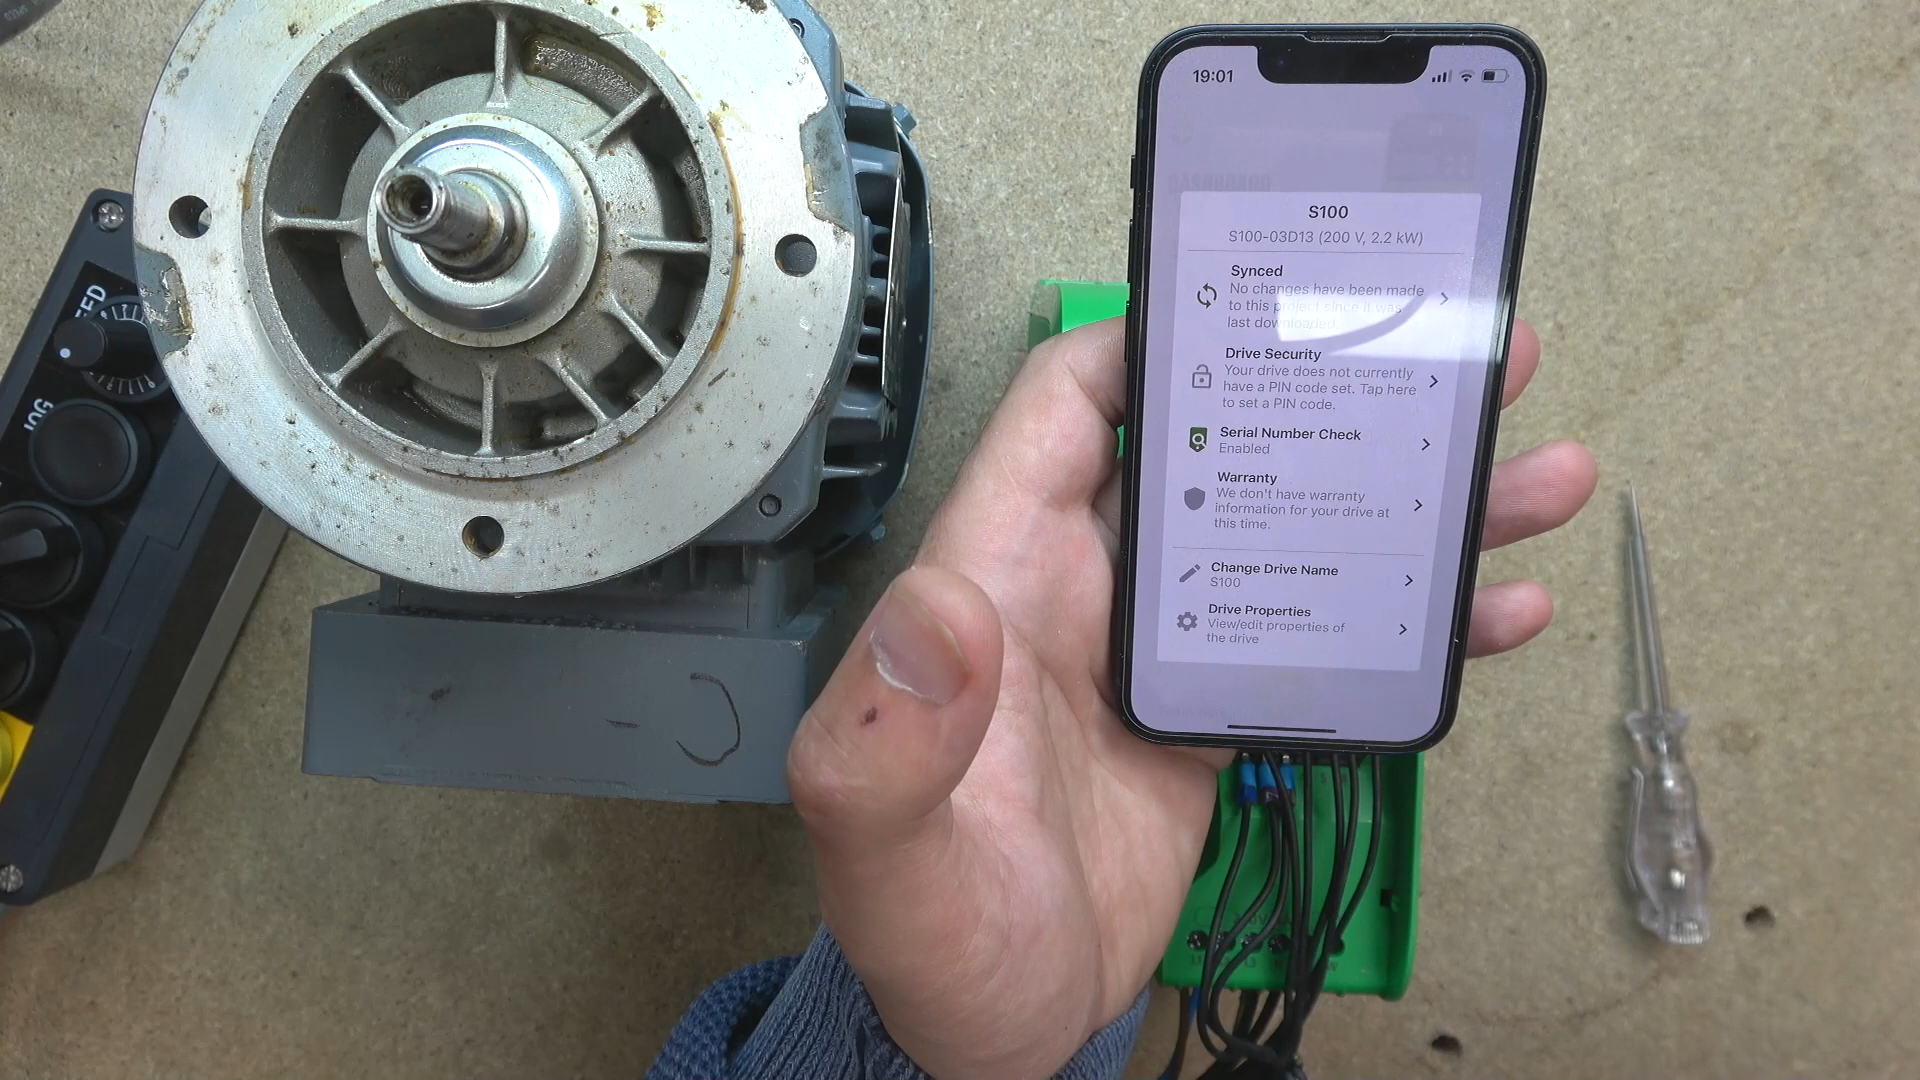 19:01
S100
S100-03D13 (200 V, 2.2 kW)
Synced
No changes have been made
to this project since it was
last downloaded.
Drive Security
Your drive does not currently
have a PIN code set. Tap here
to set a PIN code.
Serial Number Check
Enabled
Warranty
We don't have warranty
information for your drive at
this time.
Change Drive Name
S100
Drive Properties
View/edit properties of
the drive
JOG